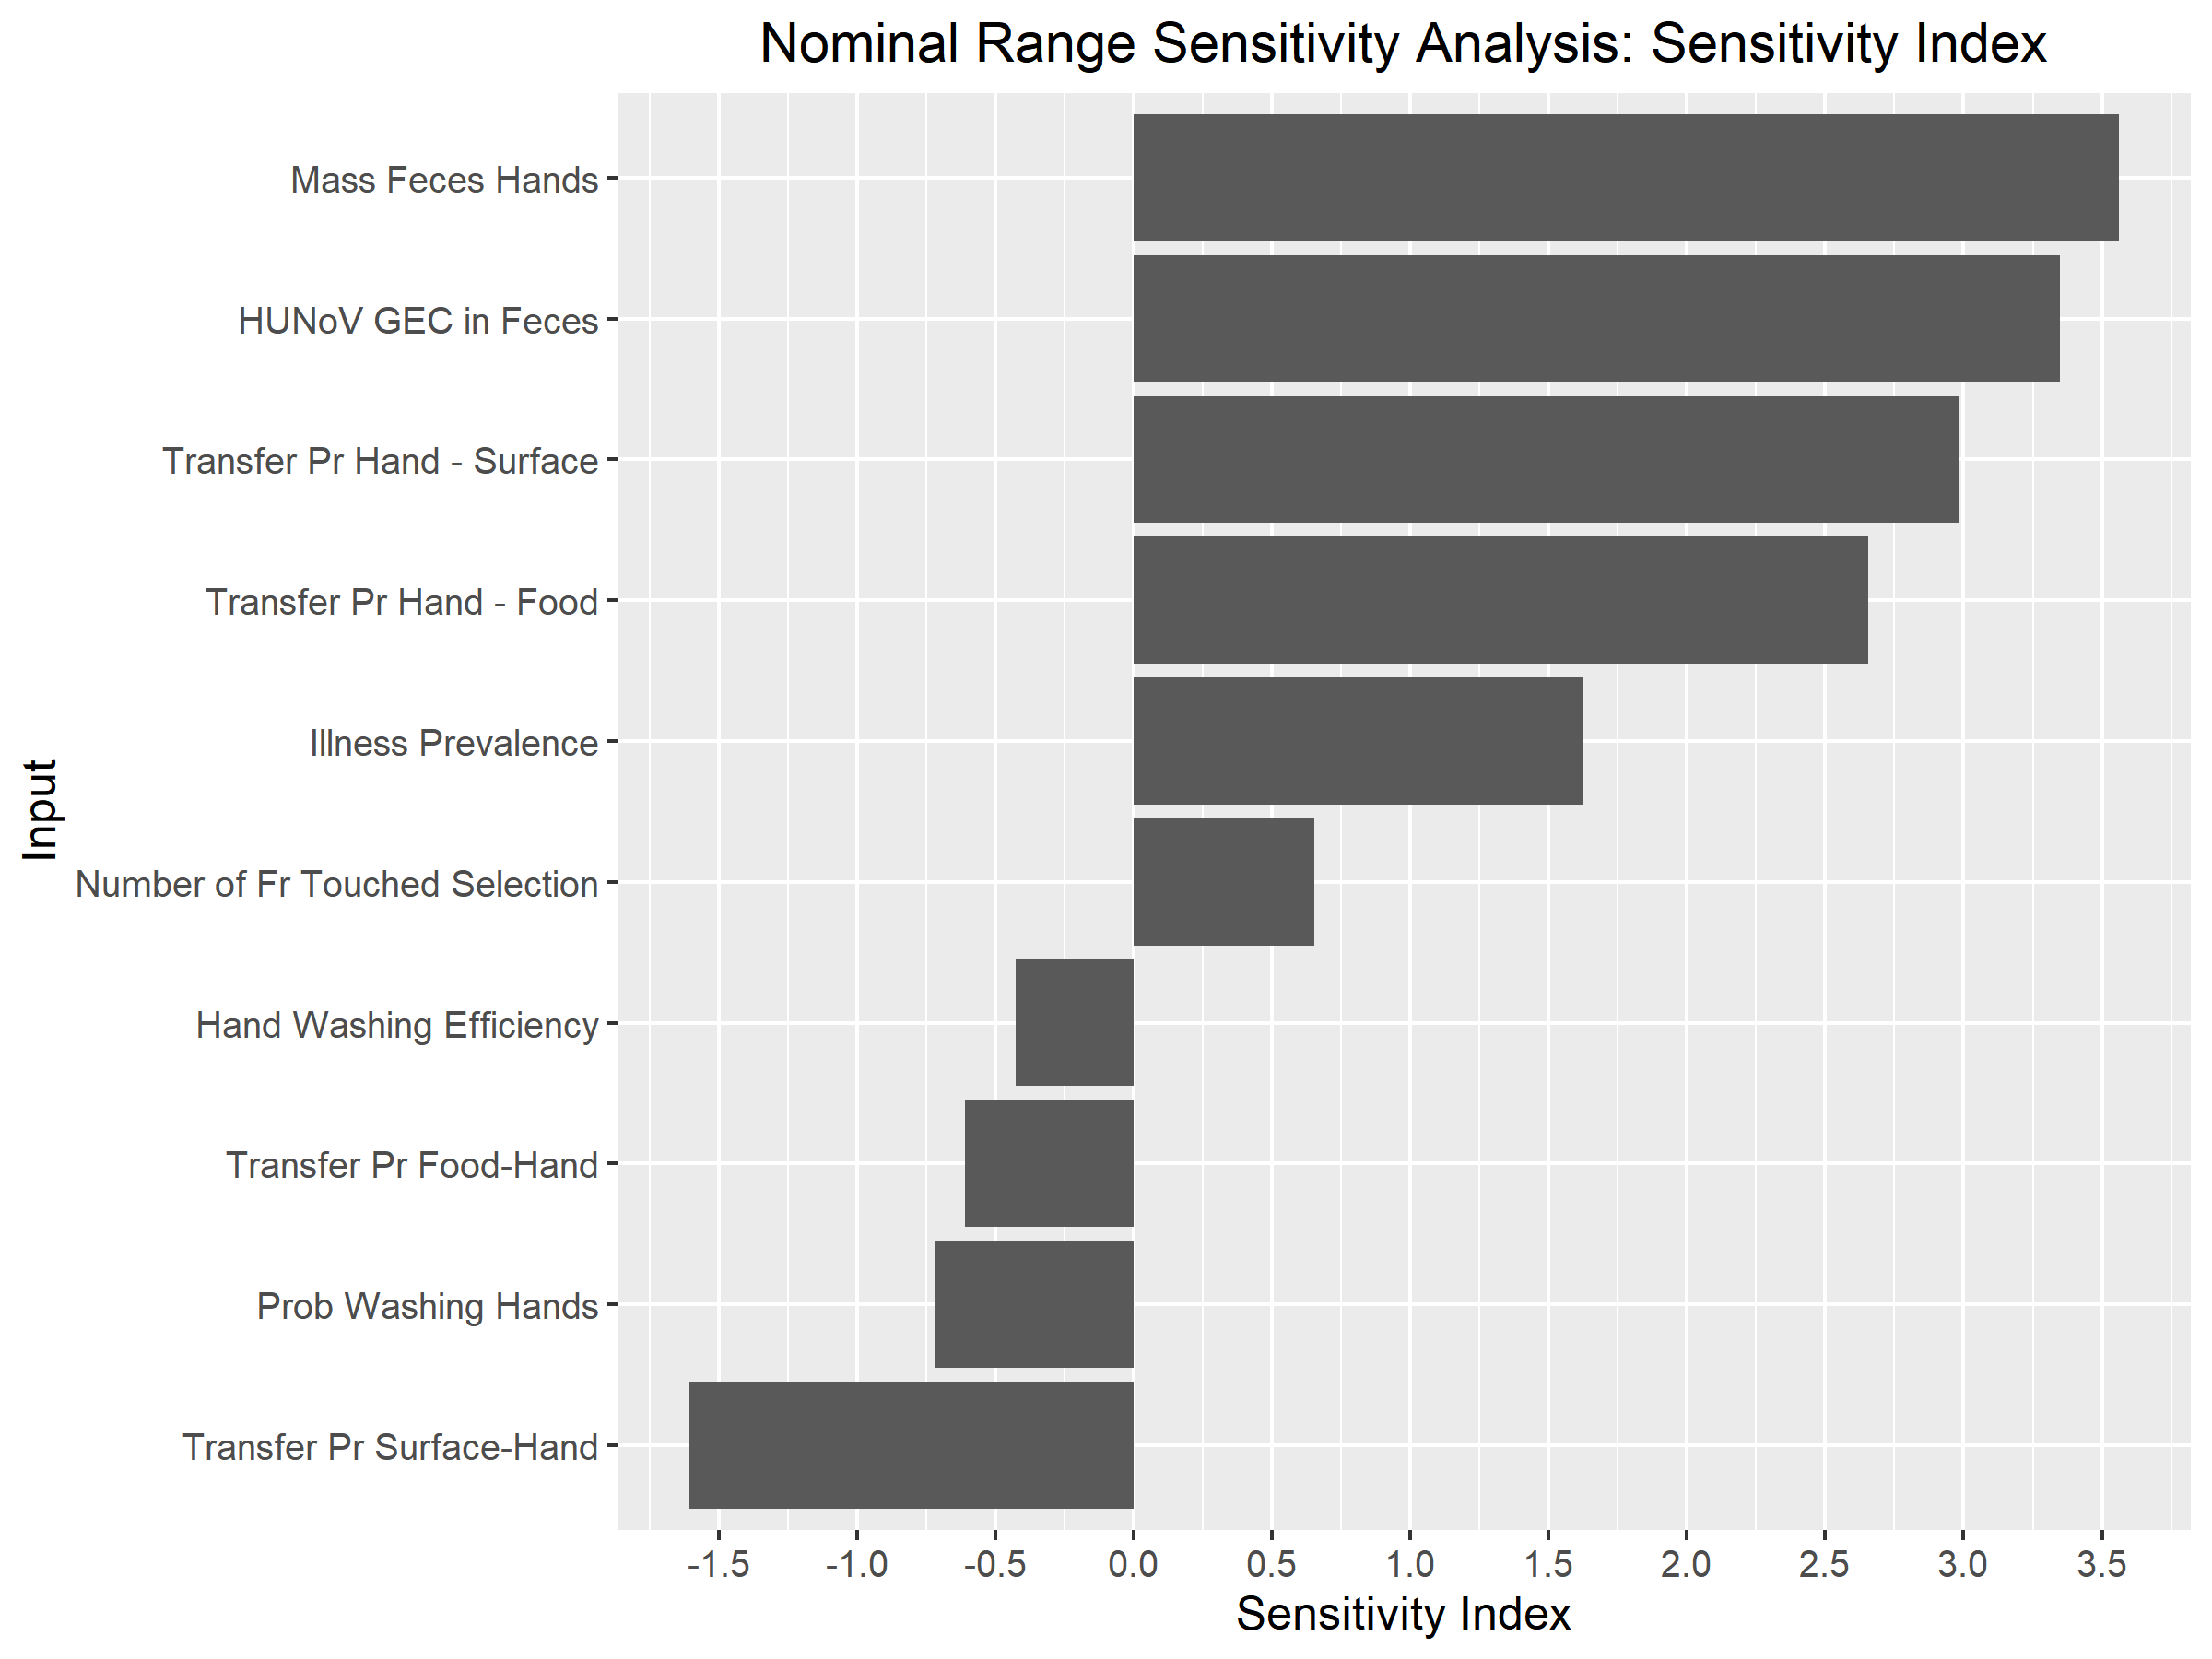 Nominal Range Sensitivity Analysis: Sensitivity Index
Input
Mass Feces Hands
HUNoV GEC in Feces
Transfer Pr Hand - Surface
Transfer Pr Hand - Food
Illness Prevalence
Number of Fr Touched Selection
Hand Washing Efficiency
Transfer Pr Food-Hand
Prob Washing Hands
Transfer Pr Surface-Hand
-1.5 -1.0 -0.5 0.0 0.5 1.0 1.5 2.0 2.5 3.0 3.5
Sensitivity Index